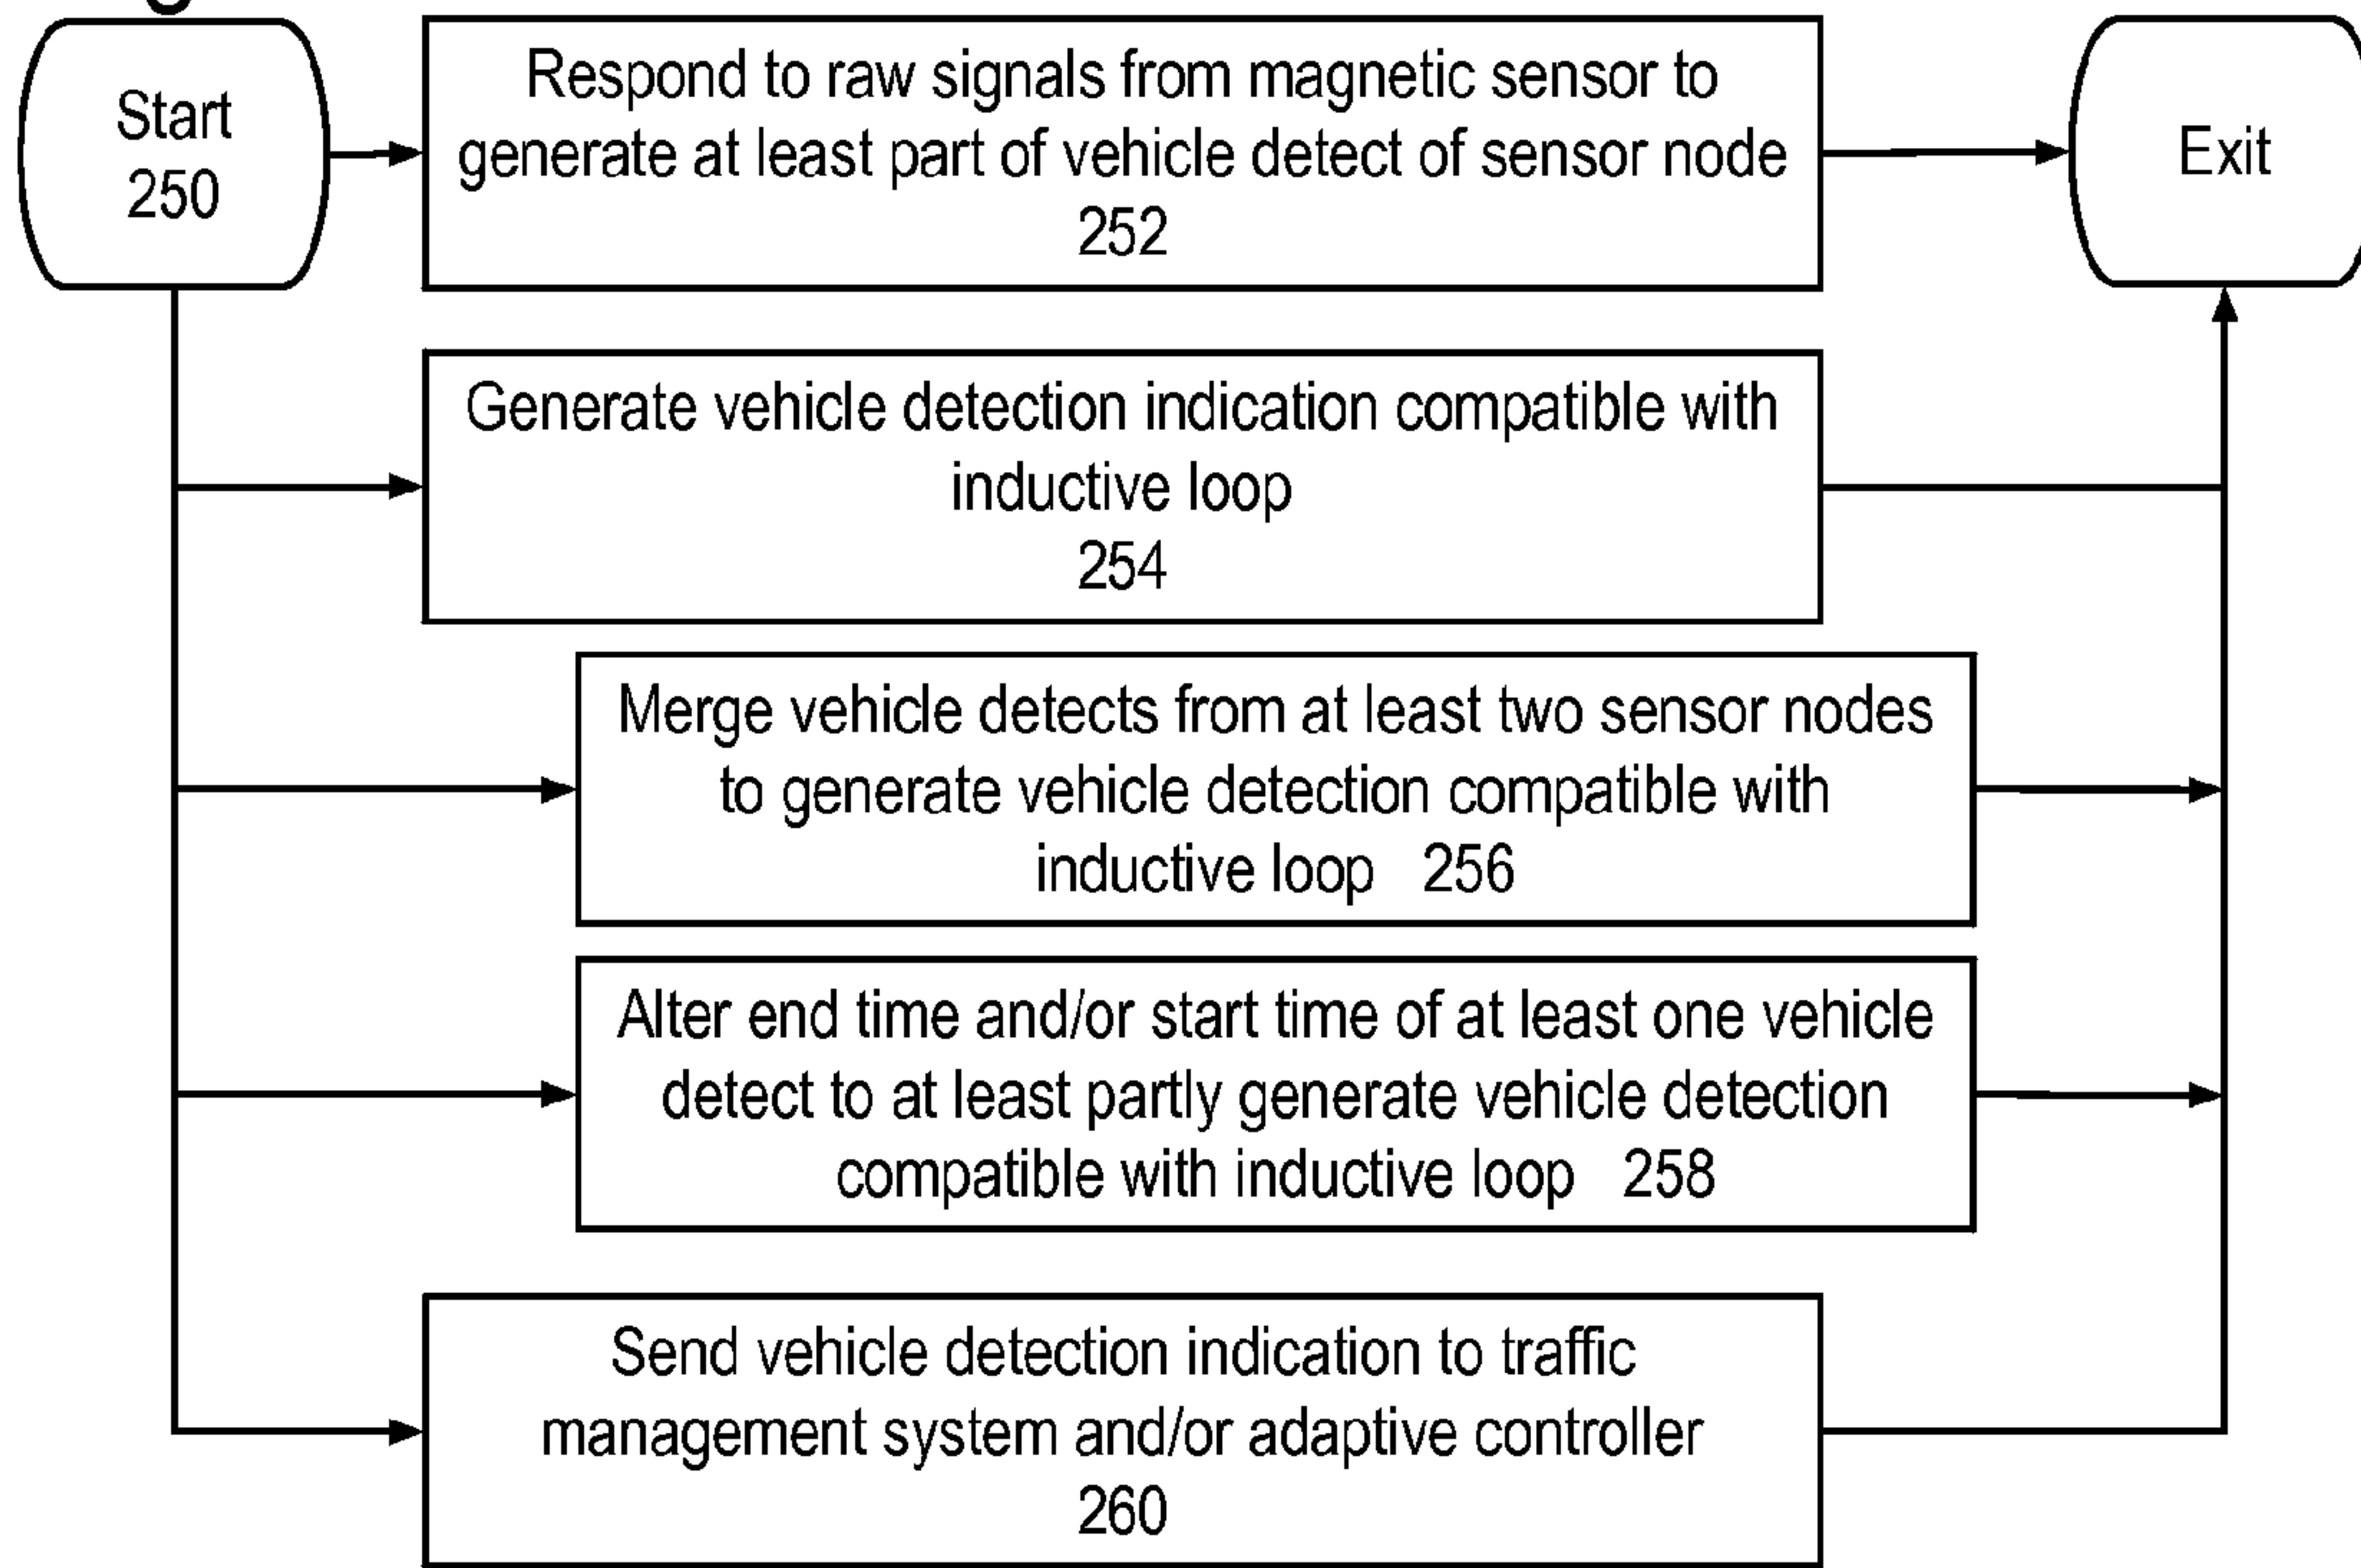 Start
250
Respond to raw signals from magnetic sensor to
generate at least part of vehicle detect of sensor node
252
Exit
Generate vehicle detection indication compatible with
inductive loop
254
Merge vehicle detects from at least two sensor nodes
to generate vehicle detection compatible with
inductive loop 256
Alter end time and/or start time of at least one vehicle
detect to at least partly generate vehicle detection
compatible with inductive loop 258
Send vehicle detection indication to traffic
management system and/or adaptive controller
260